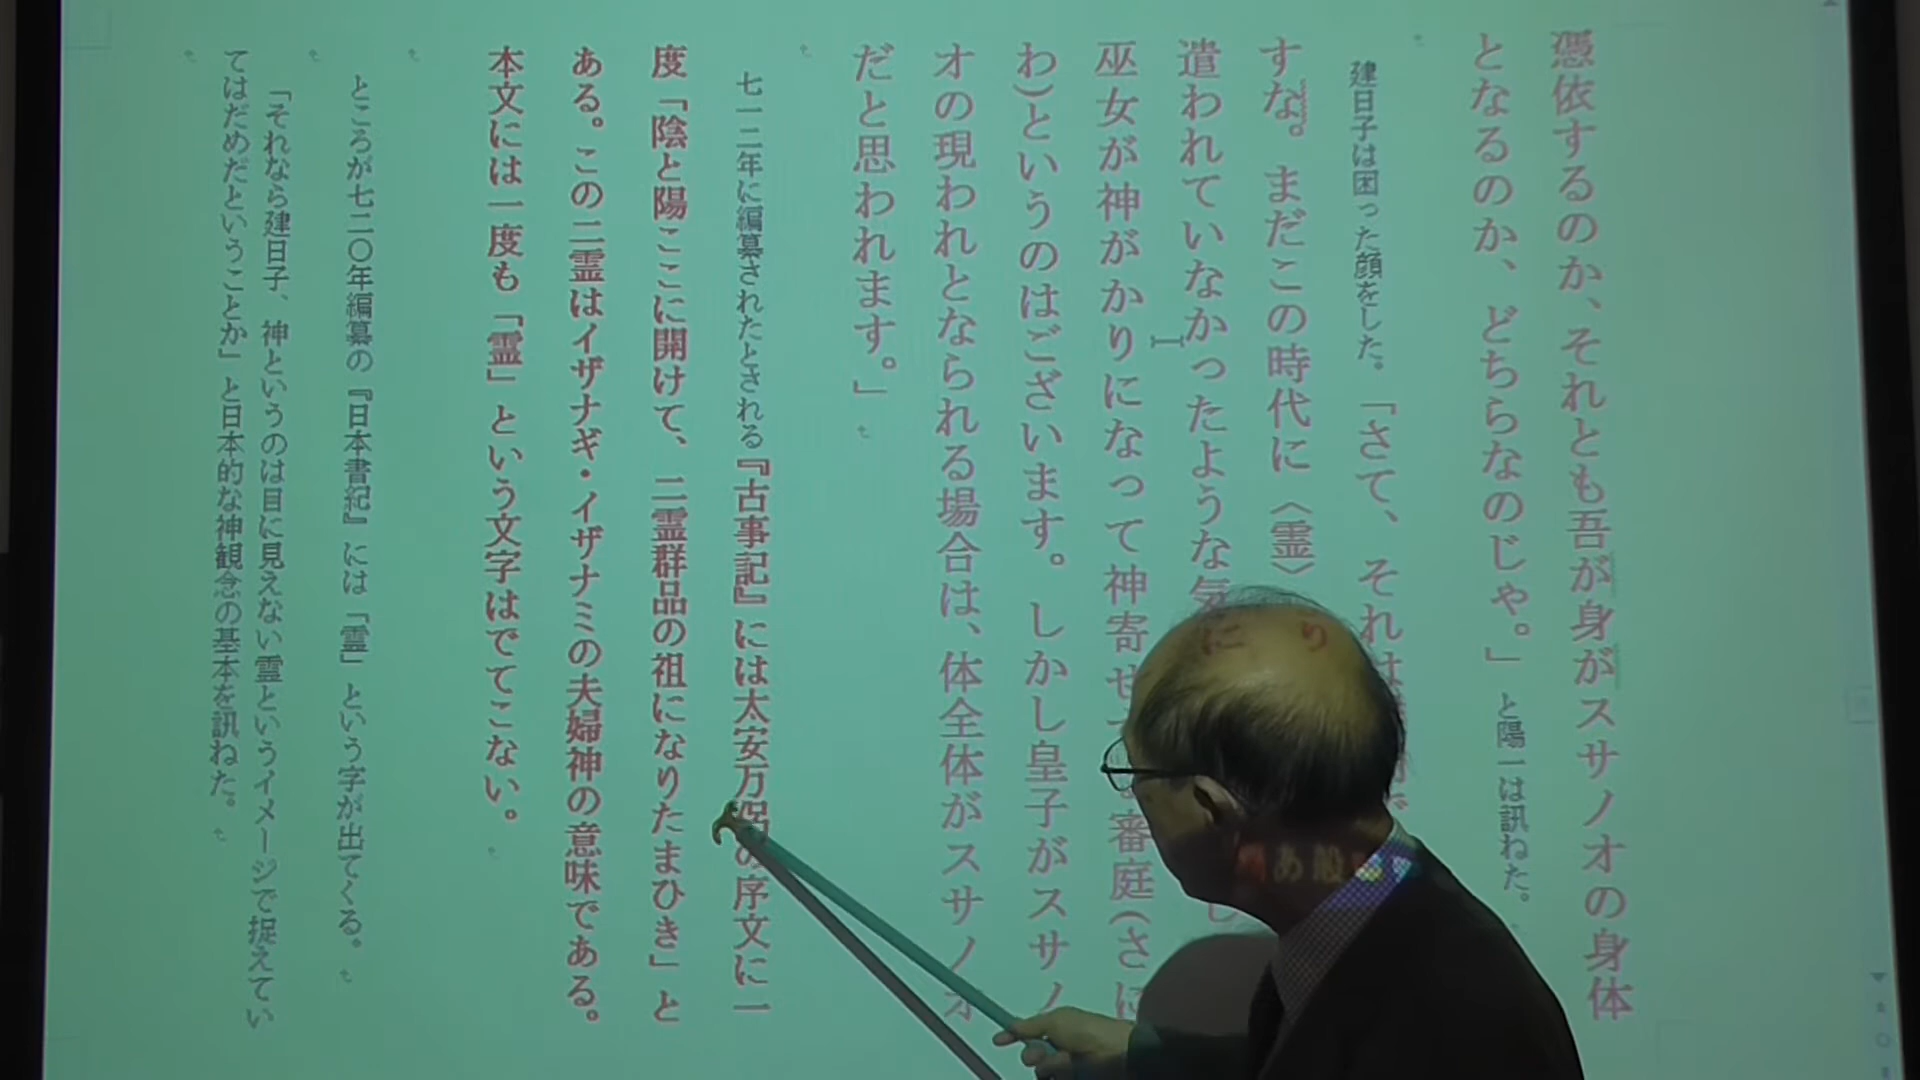 憑依するのか、それとも吾が身がスサノオの身体
となるのか、どちらなのじゃ。」と陽一は訊ねた。
建日子は困った顔をした。「さて、それは
すな。まだこの時代に〈霊〉
遣われていなかったような気
巫女が神がかりになって神寄せ 審庭(さに
わ)というのはございます。しかし皇子がスサノ
オの現われとなられる場合は、体全体がスサノオ
だと思われます。」
七一二年に編纂されたとされる『古事記』には太安万侶の序文に一
度「陰と陽ここに開けて、二霊群品の祖になりたまひき」と
ある。この二霊はイザナギ・イザナミの夫婦神の意味である。
本文には一度も「霊」という文字はでてこない。
ところが七二〇年編纂の『日本書紀』には「霊」という字が出てくる。
「それなら建日子、神というのは目に見えない霊というイメージで捉えてい
てはだめだということか」と日本的な神観念の基本を訊ねた。